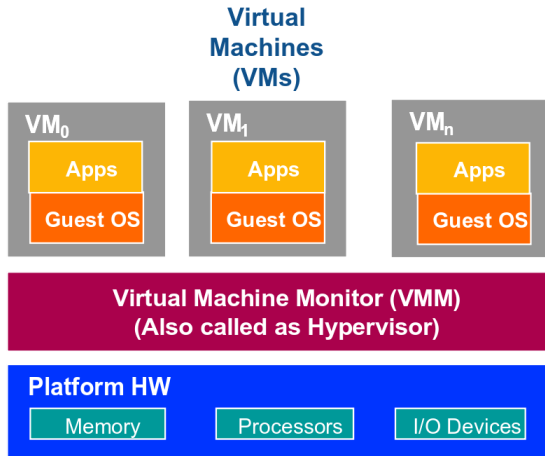 Virtual
Machines
(VMs)
VM0
VM1
VMn
Apps
Apps
Apps
Guest OS
Guest OS
Guest OS
Virtual Machine Monitor (VMM)
(Also called as Hypervisor)
Platform HW
Memory
Processors
I/O Devices